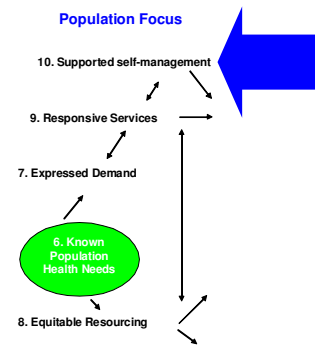 Population Focus
10. Supported self-management
9. Responsive Services
7. Expressed Demand
6. Known
Population
Health Needs
8. Equitable Resourcing